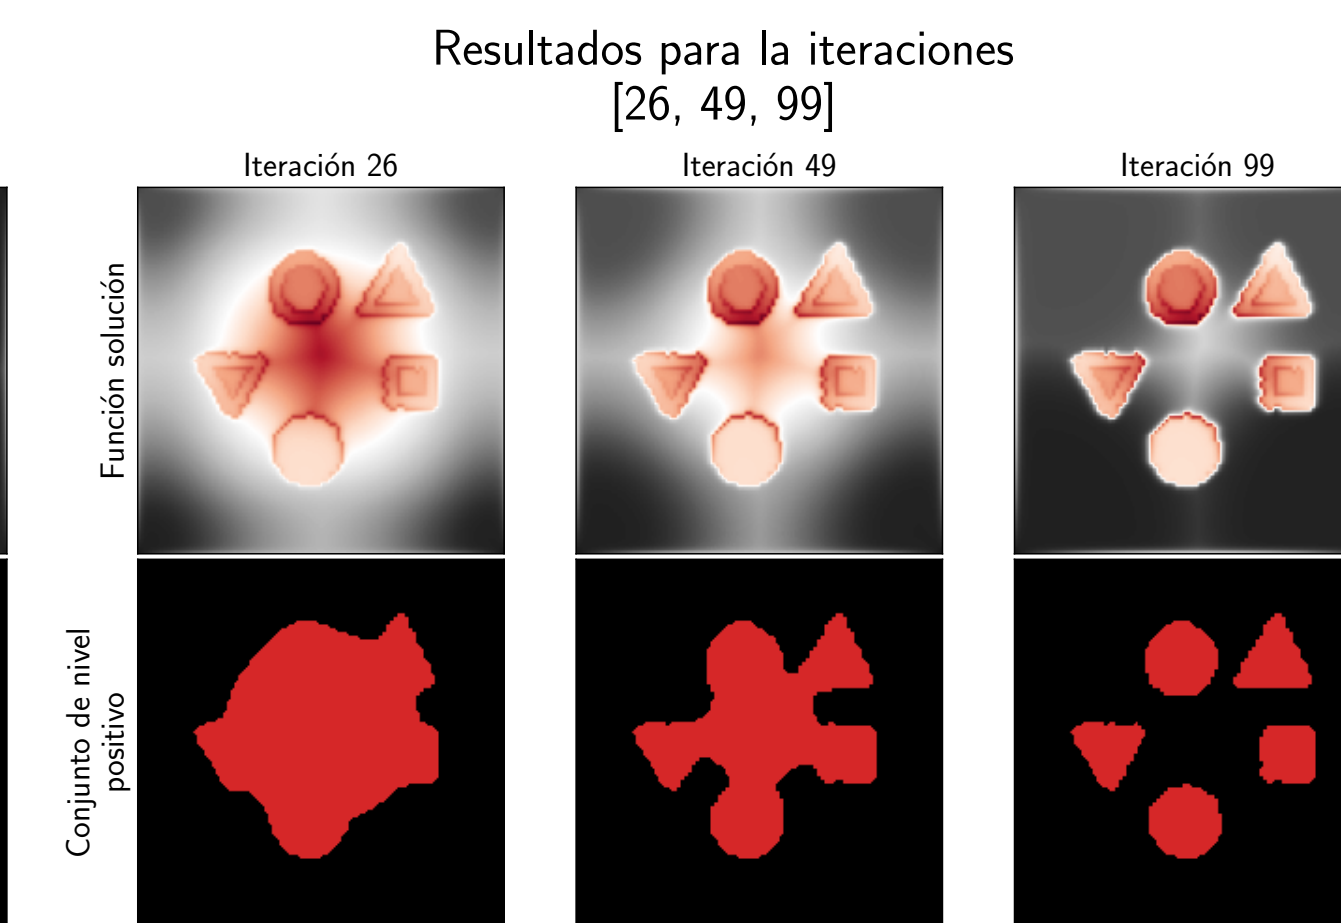 Resultados para la iteraciones
[26, 49, 99]
Iteración 26
Iteración 49
Iteración 99
Función solución
Conjunto de nivel
positivo